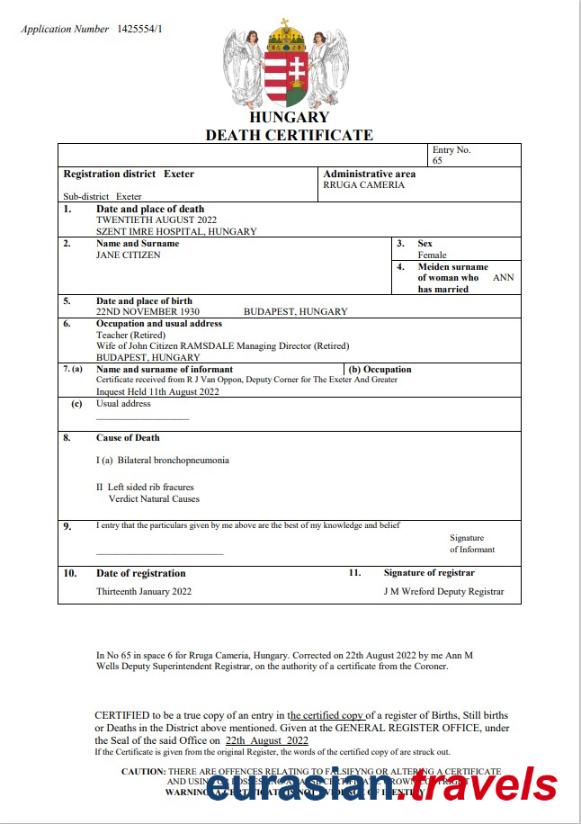 Application Number 1425554/1
HUNGARY
DEATH CERTIFICATE
Entry No.
65
Registration district Exeter
Sub-district Exeter
Administrative area
RRUGA CAMERIA
1. Date and place of death
TWENTIETH AUGUST 2022
SZENT IMRE HOSPITAL, HUNGARY
2. Name and Surname
JANE CITIZEN
3. Sex
Female
4. Meiden surname
of woman who ANN
has married
5. Date and place of birth
22ND NOVEMBER 1930 BUDAPEST, HUNGARY
6. Occupation and usual address
Teacher (Retired)
Wife of John Citizen RAMSDALE Managing Director (Retired)
BUDAPEST, HUNGARY
7. (a) Name and surname of informant (b) Occupation
Certificate received from R J Van Oppon, Deputy Corner for The Exeter And Greater
Inquest Held 11th August 2022
(c) Usual address
8. Cause of Death
I (a) Bilateral bronchopneumonia
II Left sided rib fracures
Verdict Natural Causes
9. I entry that the particulars given by me above are the best of my knowledge and belief
Signature
of Informant
10. Date of registration 11. Signature of registrar
Thirteenth January 2022 J M Wreford Deputy Registrar
In No 65 in space 6 for Rruga Cameria, Hungary. Corrected on 22th August 2022 by me Ann M
Wells Deputy Superintendent Registrar, on the authority of a certificate from the Coroner.
CERTIFIED to be a true copy of an entry in the certified copy of a register of Births, Still births
or Deaths in the District above mentioned. Given at the GENERAL REGISTER OFFICE, under
the Seal of the said Office on 22th August 2022
If the Certificate is given from the original Register, the words of the certified copy of are struck out.
CAUTION: THERE ARE OFFENCES RELATING TO FALSIFYNG OR ALTERING A CERTIFICATE
AND USING
WARNING
eurasian.travels